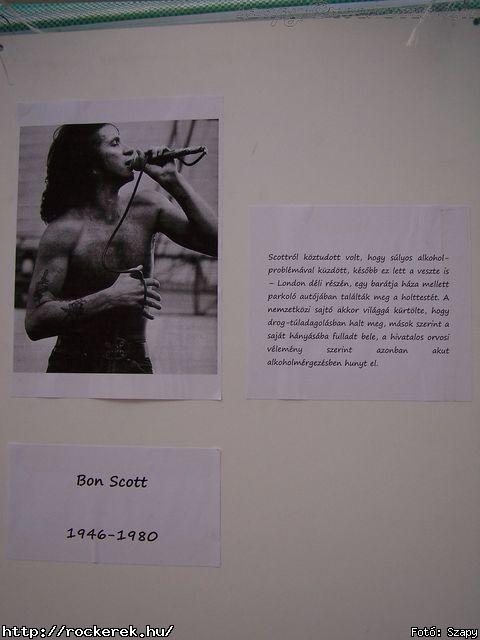 Scottról köztudott volt, hogy súlyos alkohol-
problémával küzdött, később ez lett a veszte is
– London déli részén, egy barátja háza mellett
parkoló autójában találták meg a holttestét. A
nemzetközi sajtó akkor világgá kürtölte, hogy
drog-túladagolásban halt meg, mások szerint a
saját hányásába fulladt bele, a hivatalos orvosi
vélemény szerint azonban akut
alkoholmérgezésben hunyt el.
Bon Scott
1946-1980
http://rockerek.hu/
Fotó: Szapy